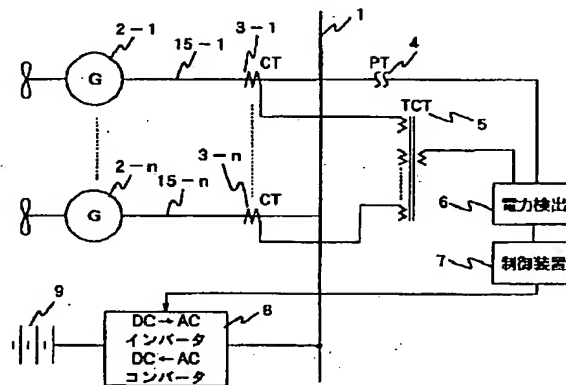 2-1
15-1
3-1
CT
1
4
PT
TCT
5
G
2-n
15-n
3-n
CT
G
6
電力検出
7
制御装置
9
8
DC→AC
インバータ
DC←AC
コンバータ